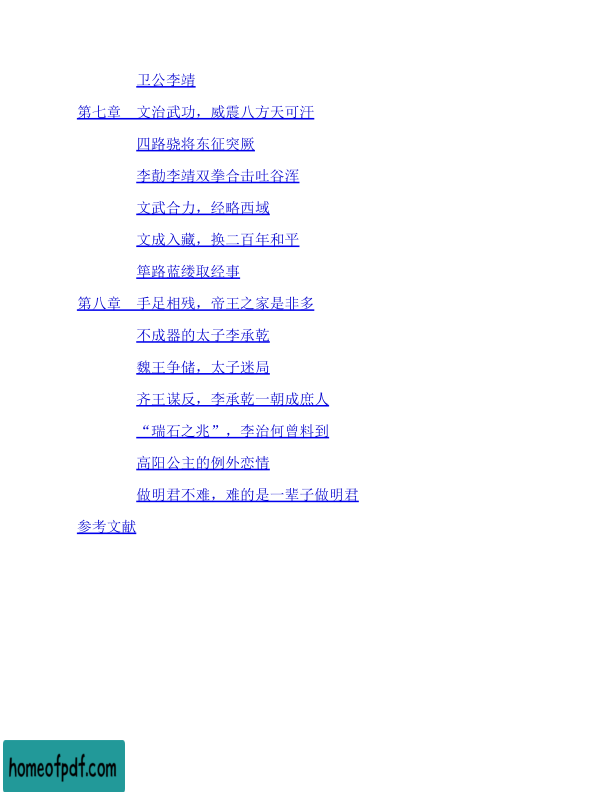 卫公李靖
第七章 文治武功，威震八方天可汗
四路骁将东征突厥
李勣李靖双拳合击吐谷浑
文武合力，经略西域
文成入藏，换二百年和平
筚路蓝缕取经事
第八章 手足相残，帝王之家是非多
不成器的太子李承乾
魏王争储，太子迷局
齐王谋反，李承乾一朝成庶人
“瑞石之兆”，李治何曾料到
高阳公主的例外恋情
做明君不难，难的是一辈子做明君
参考文献
homeofpdf.com